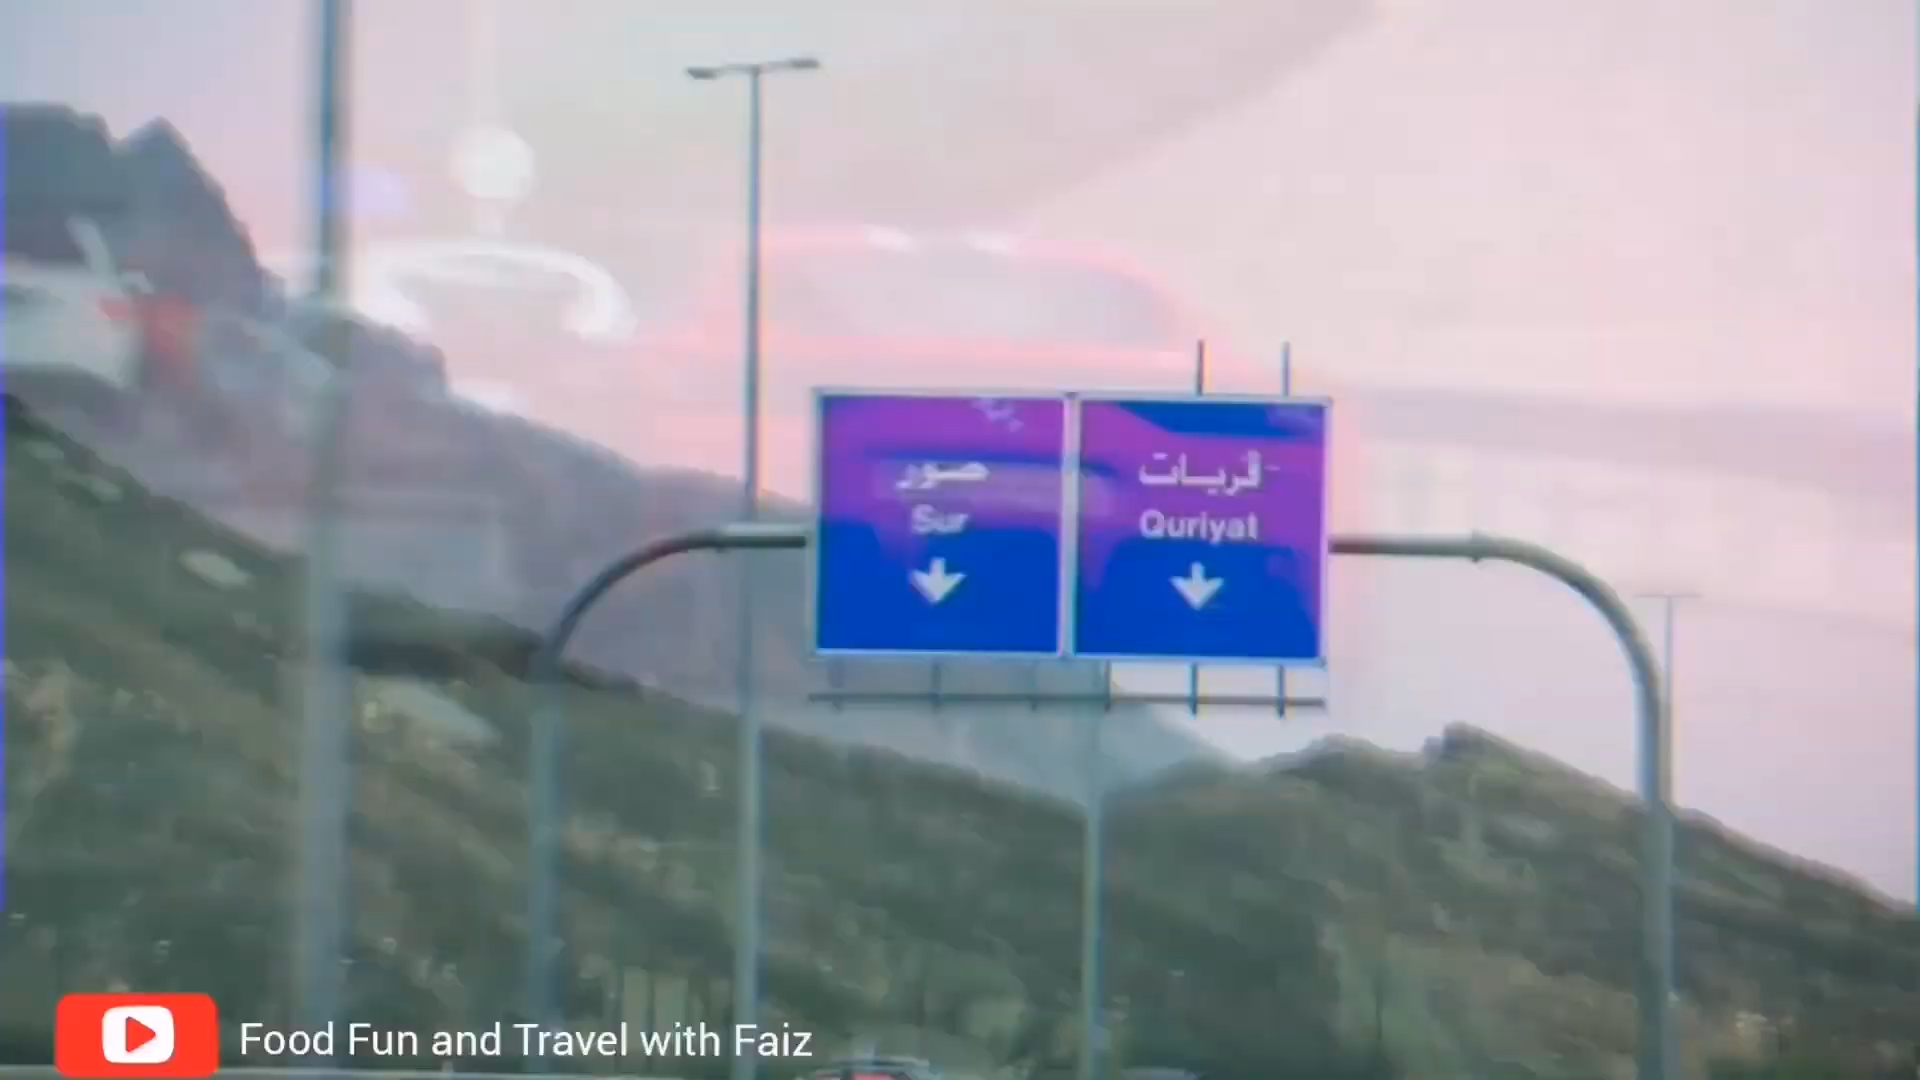 صور
Sur
قريات
Quriyat
Food Fun and Travel with Faiz